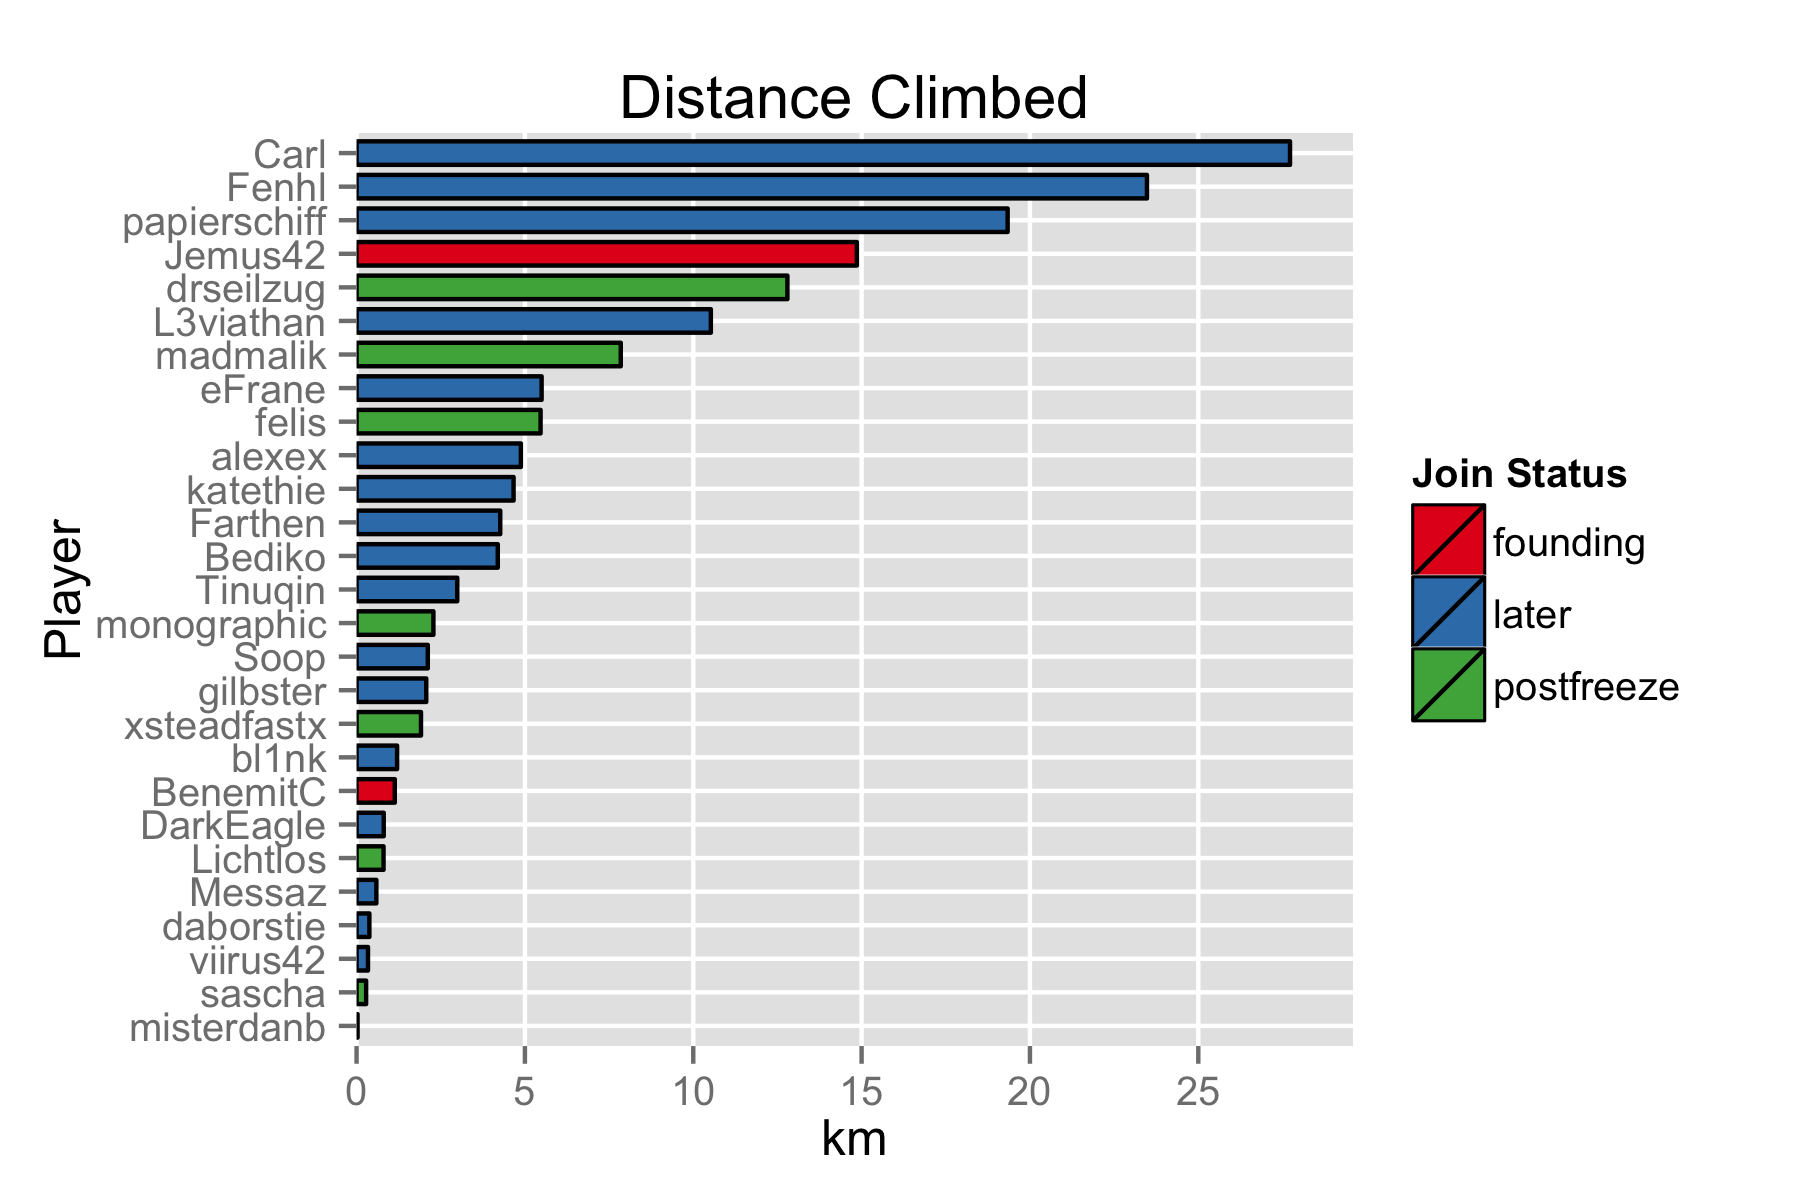 Distance Climbed
Carl
Fenhl
papierschiff
Jemus42
drseilzug
L3viathan
madmalik
eFrane
felis
alexex
katethie
Farthen
Bediko
Tinuqin
monographic
Soop
gilbster
xsteadfastx
bl1nk
BenemitC
DarkEagle
Lichtlos
Messaz
daborstie
viirus42
sascha
misterdanb
Player
0 5 10 15 20 25
km
Join Status
founding
later
postfreeze